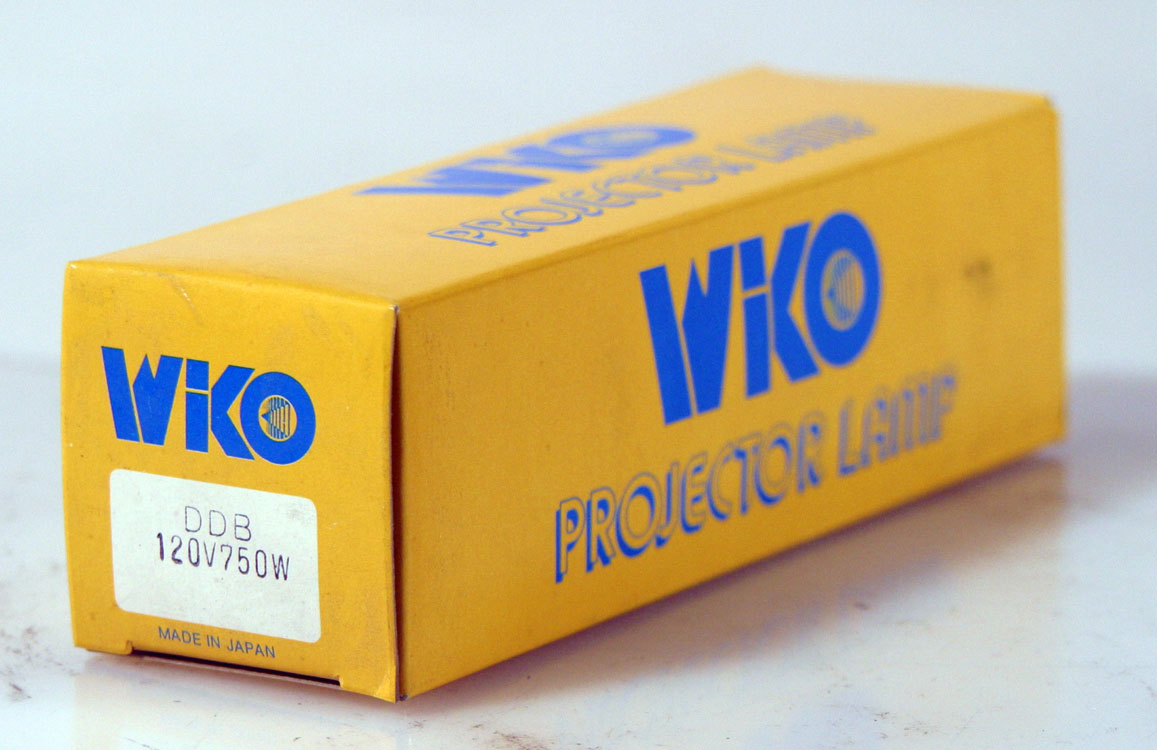 WiKO
PROJECTOR LAMP
WiKO
PROJECTOR LAMP
WiKO
DDB
120V750W
MADE IN JAPAN